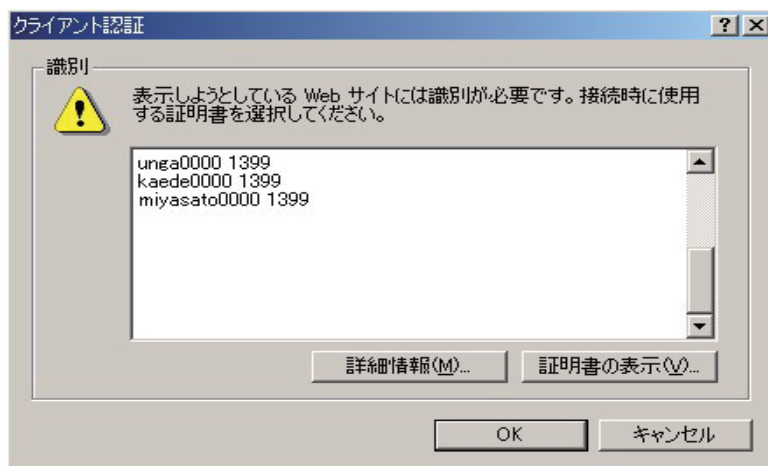 クライアント認証
識別
表示しようとしている Web サイトには識別が必要です。接続時に使用
する証明書を選択してください。
unga0000 1399
kaede0000 1399
miyasato0000 1399
詳細情報(M)...
証明書の表示(V)...
OK
キャンセル